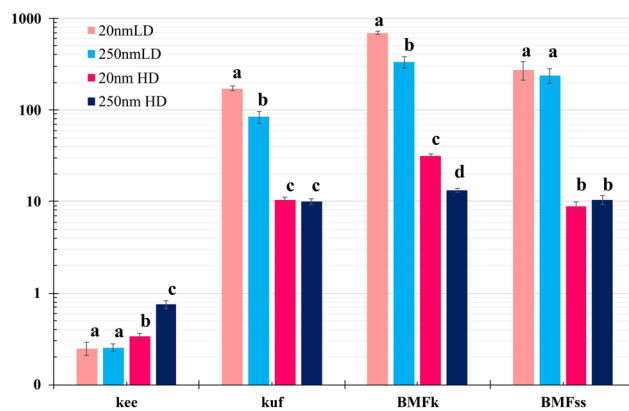 1000
100
10
1
0
20nmLD
250nmLD
20nm HD
250nm HD
a a b c
a b c c
a b c d
a a b b
kee kuf BMFk BMFss